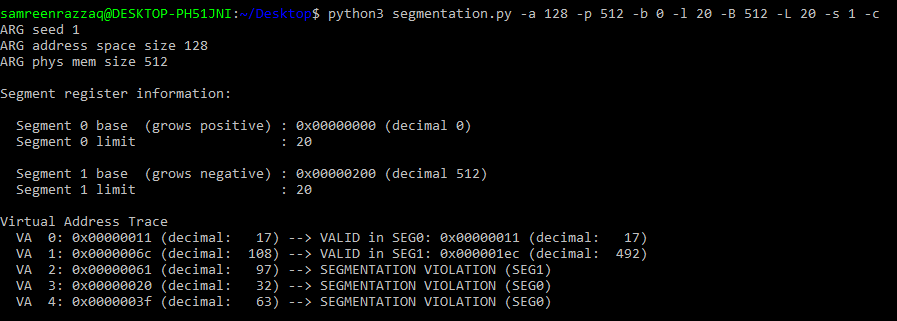 samreenrazzaq@DESKTOP-PH51JNI:~/Desktop$ python3 segmentation.py -a 128 -p 512 -b 0 -l 20 -B 512 -L 20 -s 1 -c
ARG seed 1
ARG address space size 128
ARG phys mem size 512

Segment register information:

  Segment 0 base  (grows positive) : 0x00000000 (decimal 0)
  Segment 0 limit                  : 20

  Segment 1 base  (grows negative) : 0x00000200 (decimal 512)
  Segment 1 limit                  : 20

Virtual Address Trace
  VA  0: 0x00000011 (decimal:   17) --> VALID in SEG0: 0x00000011 (decimal:   17)
  VA  1: 0x0000006c (decimal:  108) --> VALID in SEG1: 0x000001ec (decimal:  492)
  VA  2: 0x00000061 (decimal:   97) --> SEGMENTATION VIOLATION (SEG1)
  VA  3: 0x00000020 (decimal:   32) --> SEGMENTATION VIOLATION (SEG0)
  VA  4: 0x0000003f (decimal:   63) --> SEGMENTATION VIOLATION (SEG0)